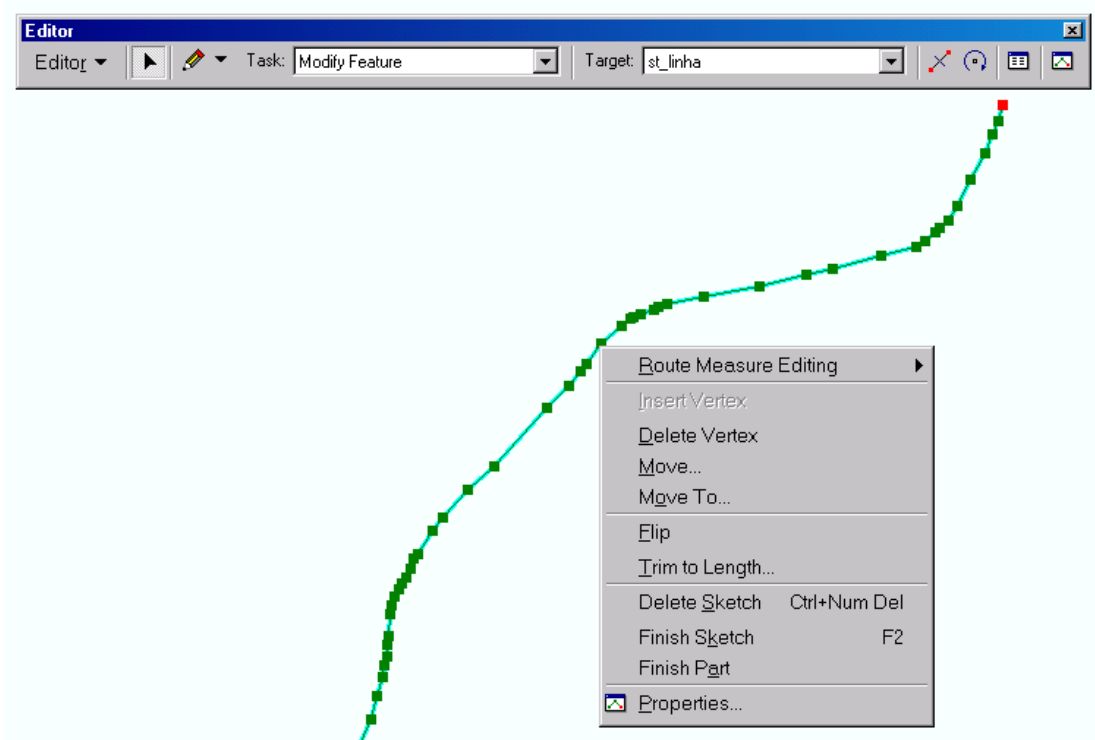 Editor
Editor Task: Modify Feature Target: st_linha
Route Measure Editing
Insert Vertex
Delete Vertex
Move...
Move To...
Flip
Trim to Length...
Delete Sketch Ctrl+Num Del
Finish Sketch F2
Finish Part
Properties...